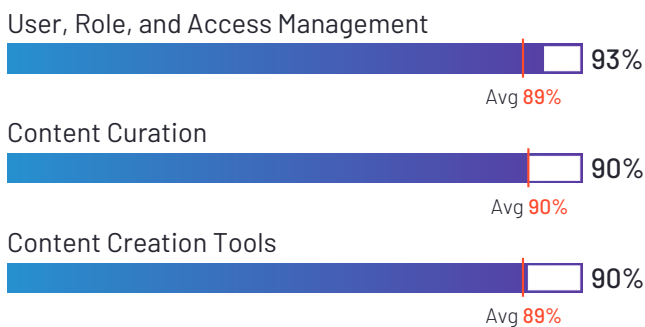 User, Role, and Access Management
93%
Avg 89%
Content Curation
90%
Avg 90%
Content Creation Tools
90%
Avg 89%